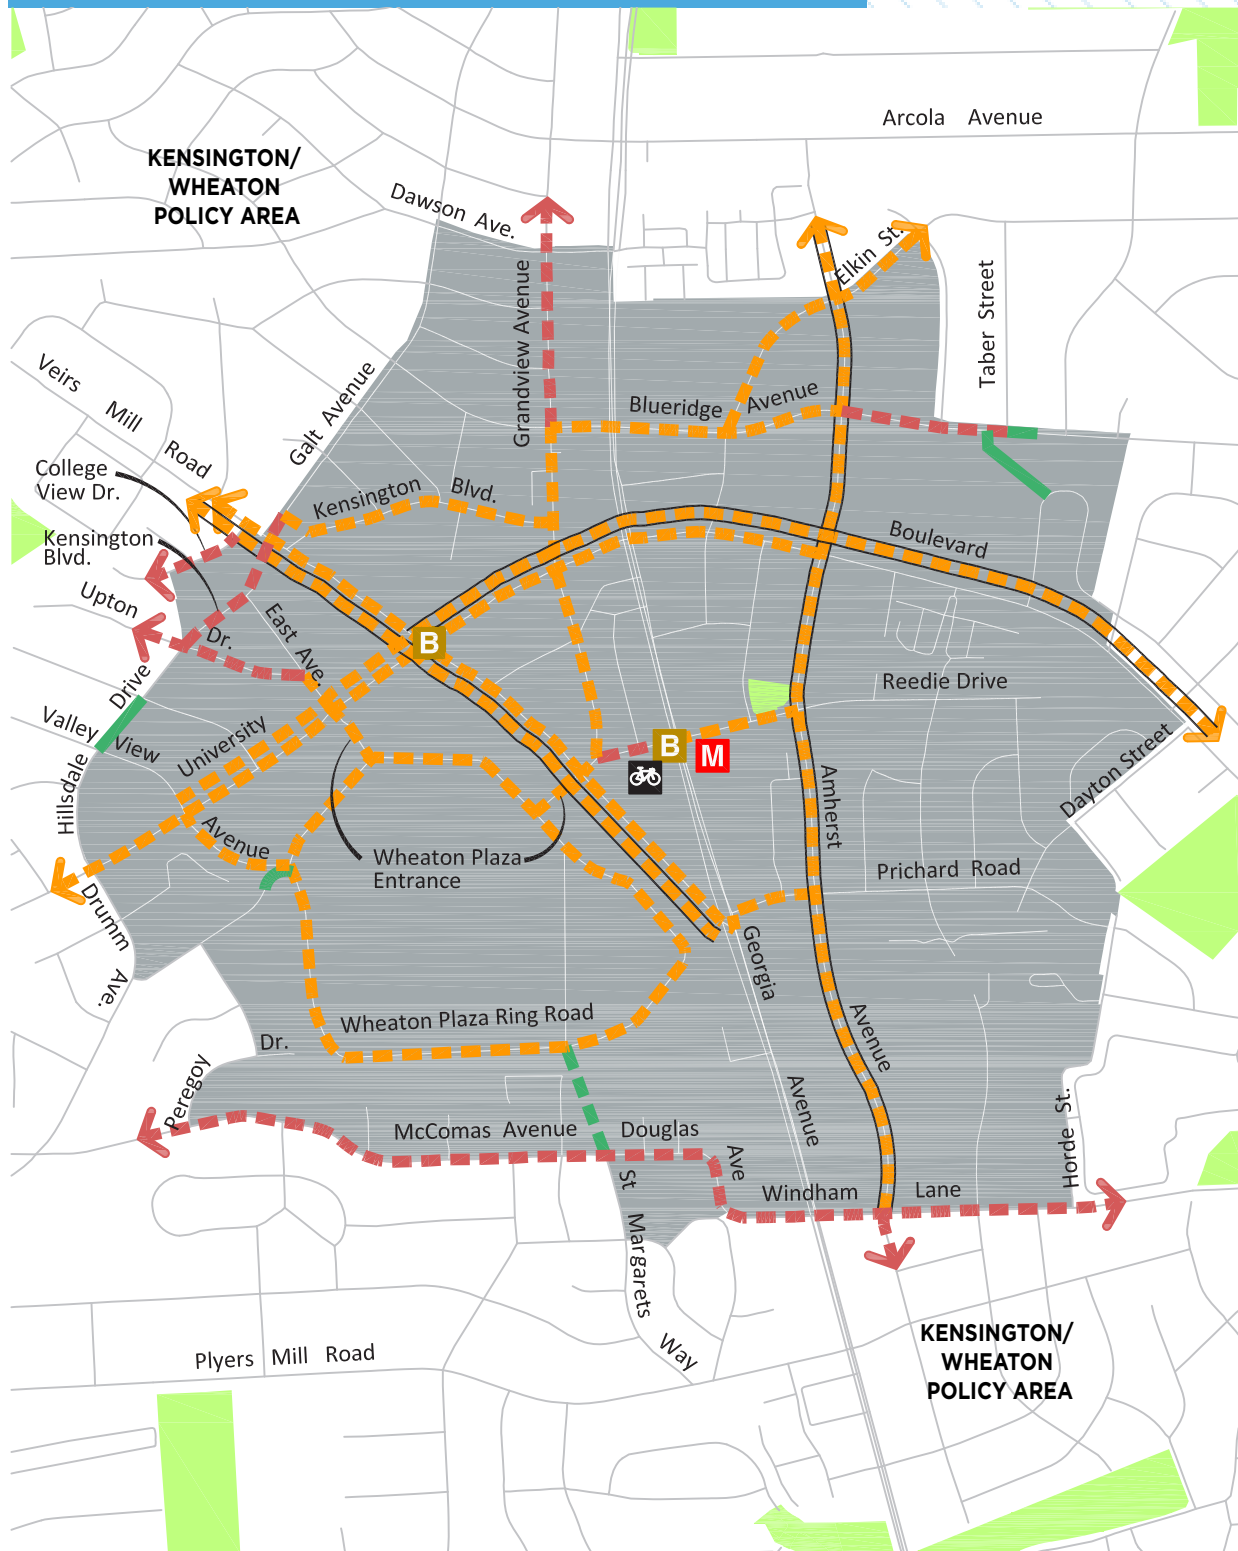 Arcola Avenue
KENSINGTON/
WHEATON
POLICY AREA
Dawson Ave.
Elkin St.
Grandview Avenue
Taber Street
Veirs Mill Road
Galt Avenue
Blueridge Avenue
College
View Dr.
Kensington Blvd.
Kensington
Blvd.
Boulevard
Upton Dr.
East Ave.
B
Hillsdale Drive
Reedie Drive
Valley View Avenue
University
B
M
Dayton Street
Amherst Avenue
Wheaton Plaza
Entrance
Prichard Road
Drumm Ave.
Georgia Avenue
Wheaton Plaza Ring Road
Peregoy Dr.
McComas Avenue
Douglas Ave
Horde St.
Windham Lane
St Margarets Way
KENSINGTON/
WHEATON
POLICY AREA
Plyers Mill Road